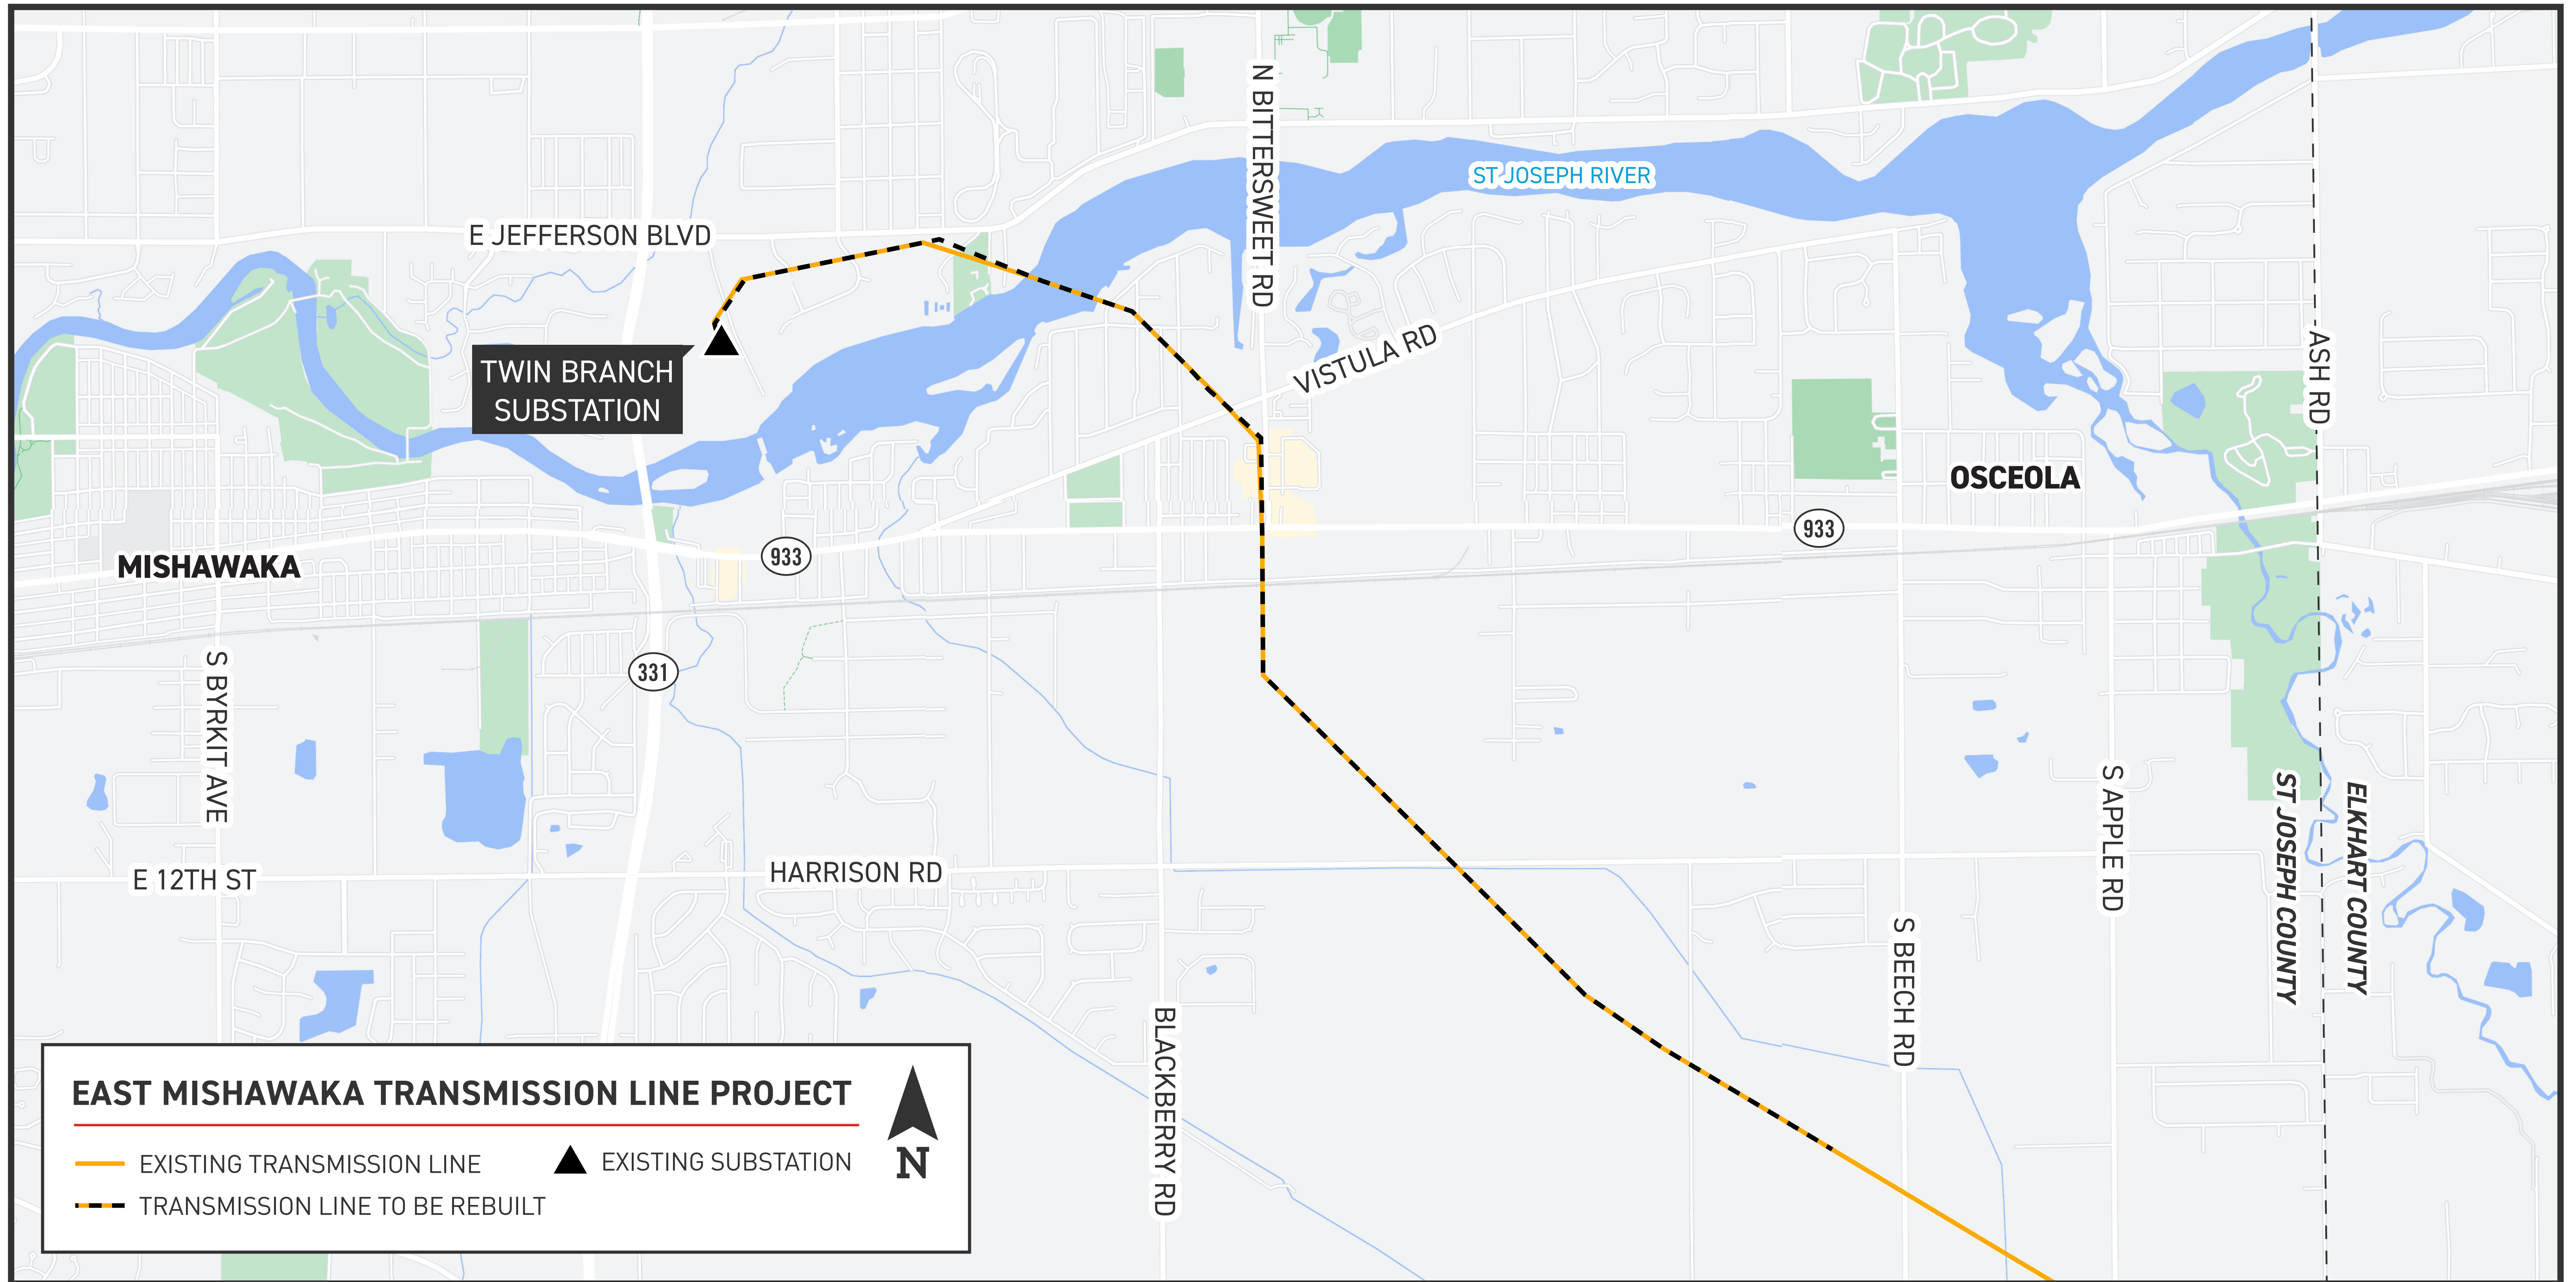 N BITTERSWEET RD
ST JOSEPH RIVER
E JEFFERSON BLVD
TWIN BRANCH
SUBSTATION
VISTULA RD
ASH RD
OSCEOLA
933
933
MISHAWAKA
331
S BYRKIT AVE
E 12TH ST
HARRISON RD
S APPLE RD
ST JOSEPH COUNTY
ELKHART COUNTY
S BEECH RD
BLACKBERRY RD
EAST MISHAWAKA TRANSMISSION LINE PROJECT
N
EXISTING TRANSMISSION LINE
EXISTING SUBSTATION
TRANSMISSION LINE TO BE REBUILT